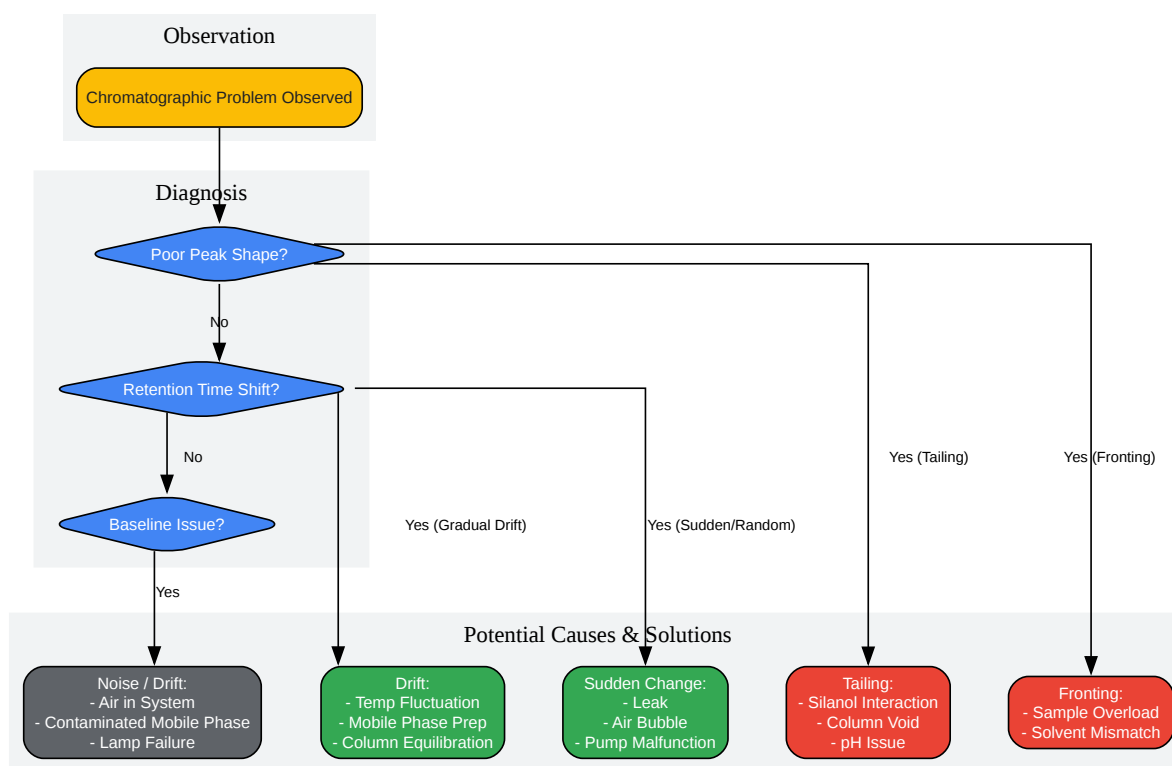 Observation
Chromatographic Problem Observed
Diagnosis
Poor Peak Shape?
No
Retention Time Shift?
No
Yes (Tailing)
Yes (Fronting)
Baseline Issue?
Yes (Gradual Drift)
Yes (Sudden/Random)
Yes
Potential Causes & Solutions
Noise / Drift:
- Air in System
- Contaminated Mobile Phase
- Lamp Failure
Drift:
- Temp Fluctuation
- Mobile Phase Prep
- Column Equilibration
Sudden Change:
- Leak
- Air Bubble
- Pump Malfunction
Tailing:
- Silanol Interaction
- Column Void
- pH Issue
Fronting:
- Sample Overload
- Solvent Mismatch